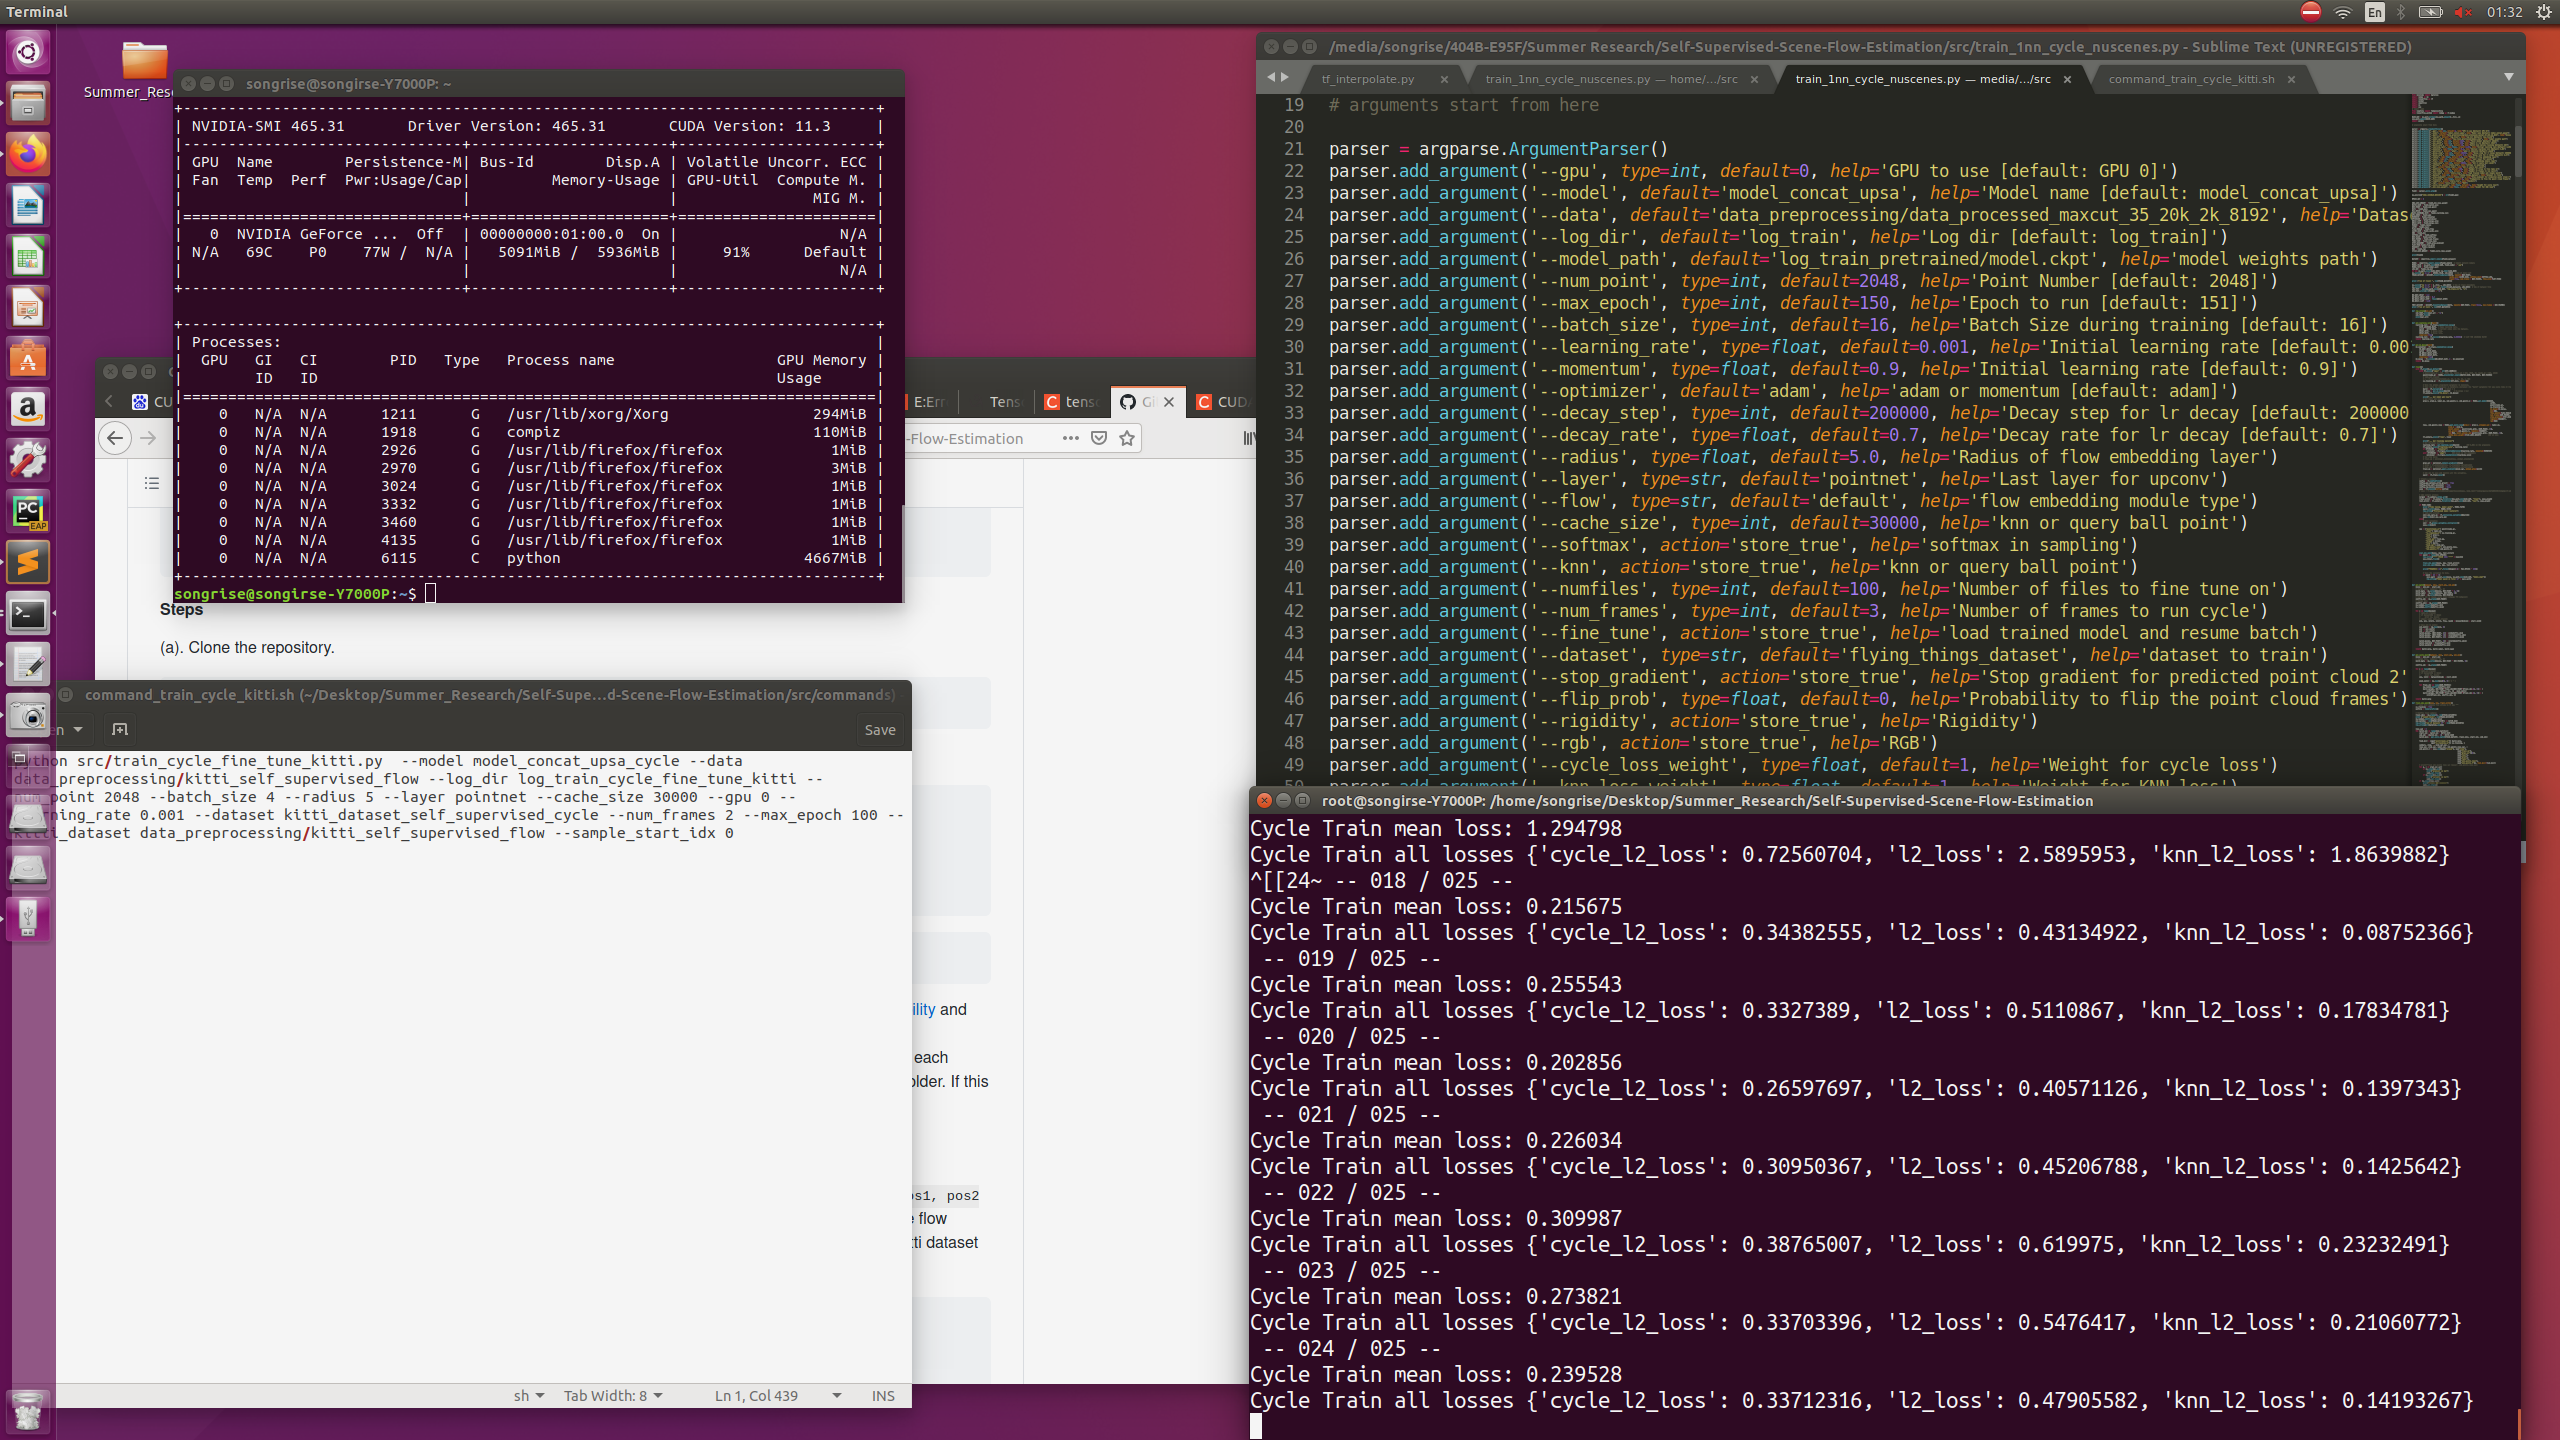 Terminal
En
01:32
Summer_Res
songrise@songirse-Y7000P: ~
+-----------------------------------------------------------------------------+
| NVIDIA-SMI 465.31       Driver Version: 465.31       CUDA Version: 11.3     |
|-------------------------------+----------------------+----------------------+
| GPU  Name        Persistence-M| Bus-Id        Disp.A | Volatile Uncorr. ECC |
| Fan  Temp  Perf  Pwr:Usage/Cap|         Memory-Usage | GPU-Util  Compute M. |
|                               |                      |               MIG M. |
|===============================+======================+======================|
|   0  NVIDIA GeForce ...  Off  | 00000000:01:00.0  On |                  N/A |
| N/A   69C    P0    77W /  N/A |   5091MiB /  5936MiB |     91%      Default |
|                               |                      |                  N/A |
+-------------------------------+----------------------+----------------------+
+-----------------------------------------------------------------------------+
| Processes:                                                                  |
|  GPU   GI   CI        PID   Type   Process name                  GPU Memory |
|        ID   ID                                                   Usage      |
|=============================================================================|
|    0   N/A  N/A      1211      G   /usr/lib/xorg/Xorg                294MiB |
|    0   N/A  N/A      1918      G   compiz                            110MiB |
|    0   N/A  N/A      2926      G   /usr/lib/firefox/firefox            1MiB |
|    0   N/A  N/A      2970      G   /usr/lib/firefox/firefox            3MiB |
|    0   N/A  N/A      3024      G   /usr/lib/firefox/firefox            1MiB |
|    0   N/A  N/A      3332      G   /usr/lib/firefox/firefox            1MiB |
|    0   N/A  N/A      3460      G   /usr/lib/firefox/firefox            1MiB |
|    0   N/A  N/A      4135      G   /usr/lib/firefox/firefox            1MiB |
|    0   N/A  N/A      6115      C   python                           4667MiB |
+-----------------------------------------------------------------------------+
songrise@songirse-Y7000P:~$
CU
E:Err
Tens
C tens
Gi
C CUD
-Flow-Estimation
Steps
(a). Clone the repository.
ility and
each
older. If this
os1, pos2
e flow
tti dataset
command_train_cycle_kitti.sh (~/Desktop/Summer_Research/Self-Supe...d-Scene-Flow-Estimation/src/commands)
Save
python src/train_cycle_fine_tune_kitti.py  --model model_concat_upsa_cycle --data
data_preprocessing/kitti_self_supervised_flow --log_dir log_train_cycle_fine_tune_kitti --
num_point 2048 --batch_size 4 --radius 5 --layer pointnet --cache_size 30000 --gpu 0 --
learning_rate 0.001 --dataset kitti_dataset_self_supervised_cycle --num_frames 2 --max_epoch 100 --
kitti_dataset data_preprocessing/kitti_self_supervised_flow --sample_start_idx 0
sh
Tab Width: 8
Ln 1, Col 439
INS
/media/songrise/404B-E95F/Summer Research/Self-Supervised-Scene-Flow-Estimation/src/train_1nn_cycle_nuscenes.py - Sublime Text (UNREGISTERED)
tf_interpolate.py
train_1nn_cycle_nuscenes.py — home/.../src
train_1nn_cycle_nuscenes.py — media/.../src
command_train_cycle_kitti.sh
19 # arguments start from here
20
21 parser = argparse.ArgumentParser()
22 parser.add_argument('--gpu', type=int, default=0, help='GPU to use [default: GPU 0]')
23 parser.add_argument('--model', default='model_concat_upsa', help='Model name [default: model_concat_upsa]')
24 parser.add_argument('--data', default='data_preprocessing/data_processed_maxcut_35_20k_2k_8192', help='Datas
25 parser.add_argument('--log_dir', default='log_train', help='Log dir [default: log_train]')
26 parser.add_argument('--model_path', default='log_train_pretrained/model.ckpt', help='model weights path')
27 parser.add_argument('--num_point', type=int, default=2048, help='Point Number [default: 2048]')
28 parser.add_argument('--max_epoch', type=int, default=150, help='Epoch to run [default: 151]')
29 parser.add_argument('--batch_size', type=int, default=16, help='Batch Size during training [default: 16]')
30 parser.add_argument('--learning_rate', type=float, default=0.001, help='Initial learning rate [default: 0.00
31 parser.add_argument('--momentum', type=float, default=0.9, help='Initial learning rate [default: 0.9]')
32 parser.add_argument('--optimizer', default='adam', help='adam or momentum [default: adam]')
33 parser.add_argument('--decay_step', type=int, default=200000, help='Decay step for lr decay [default: 200000
34 parser.add_argument('--decay_rate', type=float, default=0.7, help='Decay rate for lr decay [default: 0.7]')
35 parser.add_argument('--radius', type=float, default=5.0, help='Radius of flow embedding layer')
36 parser.add_argument('--layer', type=str, default='pointnet', help='Last layer for upconv')
37 parser.add_argument('--flow', type=str, default='default', help='flow embedding module type')
38 parser.add_argument('--cache_size', type=int, default=30000, help='knn or query ball point')
39 parser.add_argument('--softmax', action='store_true', help='softmax in sampling')
40 parser.add_argument('--knn', action='store_true', help='knn or query ball point')
41 parser.add_argument('--numfiles', type=int, default=100, help='Number of files to fine tune on')
42 parser.add_argument('--num_frames', type=int, default=3, help='Number of frames to run cycle')
43 parser.add_argument('--fine_tune', action='store_true', help='load trained model and resume batch')
44 parser.add_argument('--dataset', type=str, default='flying_things_dataset', help='dataset to train')
45 parser.add_argument('--stop_gradient', action='store_true', help='Stop gradient for predicted point cloud 2'
46 parser.add_argument('--flip_prob', type=float, default=0, help='Probability to flip the point cloud frames')
47 parser.add_argument('--rigidity', action='store_true', help='Rigidity')
48 parser.add_argument('--rgb', action='store_true', help='RGB')
49 parser.add_argument('--cycle_loss_weight', type=float, default=1, help='Weight for cycle loss')
50 parser.add_argument('--knn_loss_weight', type=float, default=1, help='Weight for KNN loss')
root@songirse-Y7000P: /home/songrise/Desktop/Summer_Research/Self-Supervised-Scene-Flow-Estimation
Cycle Train mean loss: 1.294798
Cycle Train all losses {'cycle_l2_loss': 0.72560704, 'l2_loss': 2.5895953, 'knn_l2_loss': 1.8639882}
^[[24~ -- 018 / 025 --
Cycle Train mean loss: 0.215675
Cycle Train all losses {'cycle_l2_loss': 0.34382555, 'l2_loss': 0.43134922, 'knn_l2_loss': 0.08752366}
 -- 019 / 025 --
Cycle Train mean loss: 0.255543
Cycle Train all losses {'cycle_l2_loss': 0.3327389, 'l2_loss': 0.5110867, 'knn_l2_loss': 0.17834781}
 -- 020 / 025 --
Cycle Train mean loss: 0.202856
Cycle Train all losses {'cycle_l2_loss': 0.26597697, 'l2_loss': 0.40571126, 'knn_l2_loss': 0.1397343}
 -- 021 / 025 --
Cycle Train mean loss: 0.226034
Cycle Train all losses {'cycle_l2_loss': 0.30950367, 'l2_loss': 0.45206788, 'knn_l2_loss': 0.1425642}
 -- 022 / 025 --
Cycle Train mean loss: 0.309987
Cycle Train all losses {'cycle_l2_loss': 0.38765007, 'l2_loss': 0.619975, 'knn_l2_loss': 0.23232491}
 -- 023 / 025 --
Cycle Train mean loss: 0.273821
Cycle Train all losses {'cycle_l2_loss': 0.33703396, 'l2_loss': 0.5476417, 'knn_l2_loss': 0.21060772}
 -- 024 / 025 --
Cycle Train mean loss: 0.239528
Cycle Train all losses {'cycle_l2_loss': 0.33712316, 'l2_loss': 0.47905582, 'knn_l2_loss': 0.14193267}